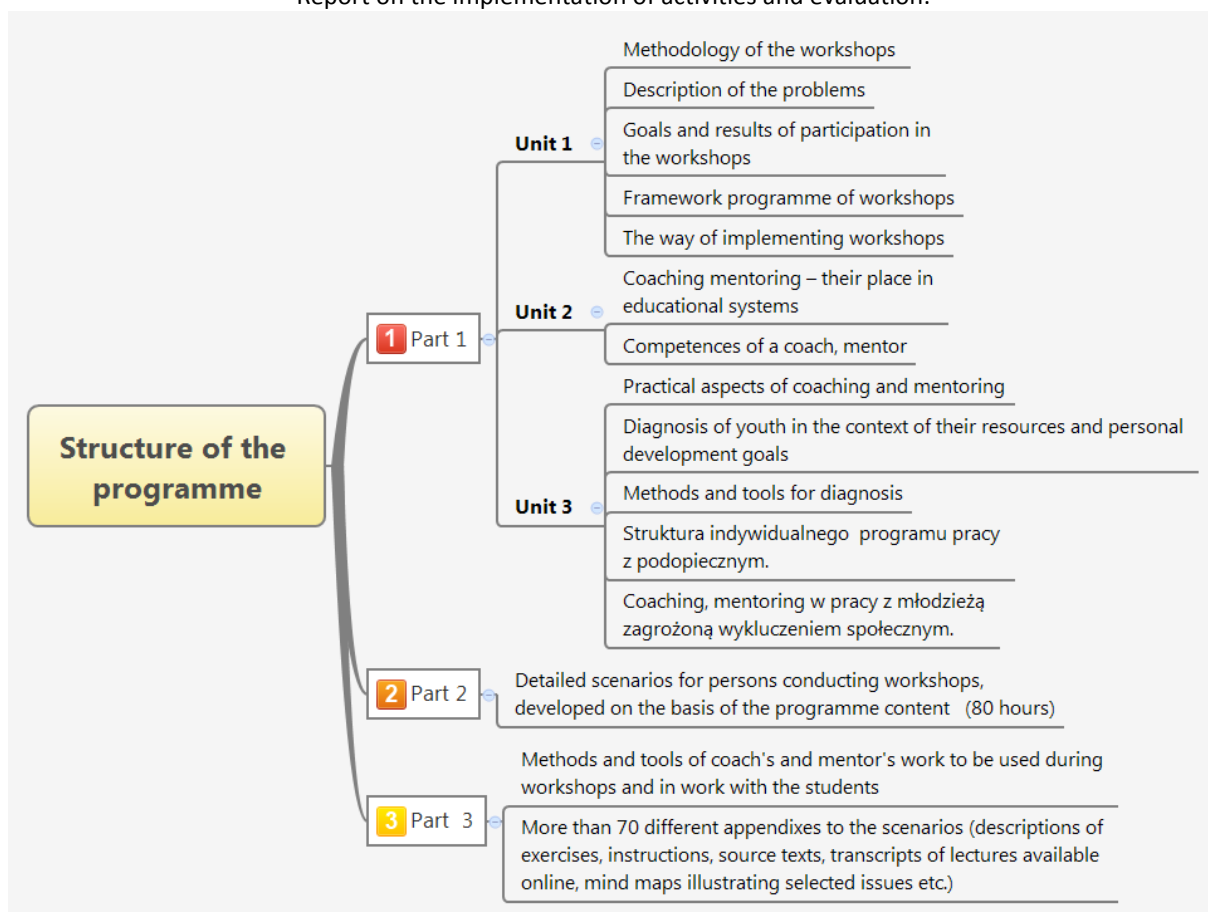 Report on the implementation of activities and evaluation.
Structure of the
programme
1 Part 1
Unit 1
Methodology of the workshops
Description of the problems
Goals and results of participation in
the workshops
Framework programme of workshops
The way of implementing workshops
Unit 2
Coaching mentoring – their place in
educational systems
Competences of a coach, mentor
Unit 3
Practical aspects of coaching and mentoring
Diagnosis of youth in the context of their resources and personal
development goals
Methods and tools for diagnosis
Struktura indywidualnego programu pracy
z podopiecznym.
Coaching, mentoring w pracy z młodzieżą
zagrożoną wykluczeniem społecznym.
2 Part 2
Detailed scenarios for persons conducting workshops,
developed on the basis of the programme content (80 hours)
3 Part 3
Methods and tools of coach's and mentor's work to be used during
workshops and in work with the students
More than 70 different appendixes to the scenarios (descriptions of
exercises, instructions, source texts, transcripts of lectures available
online, mind maps illustrating selected issues etc.)